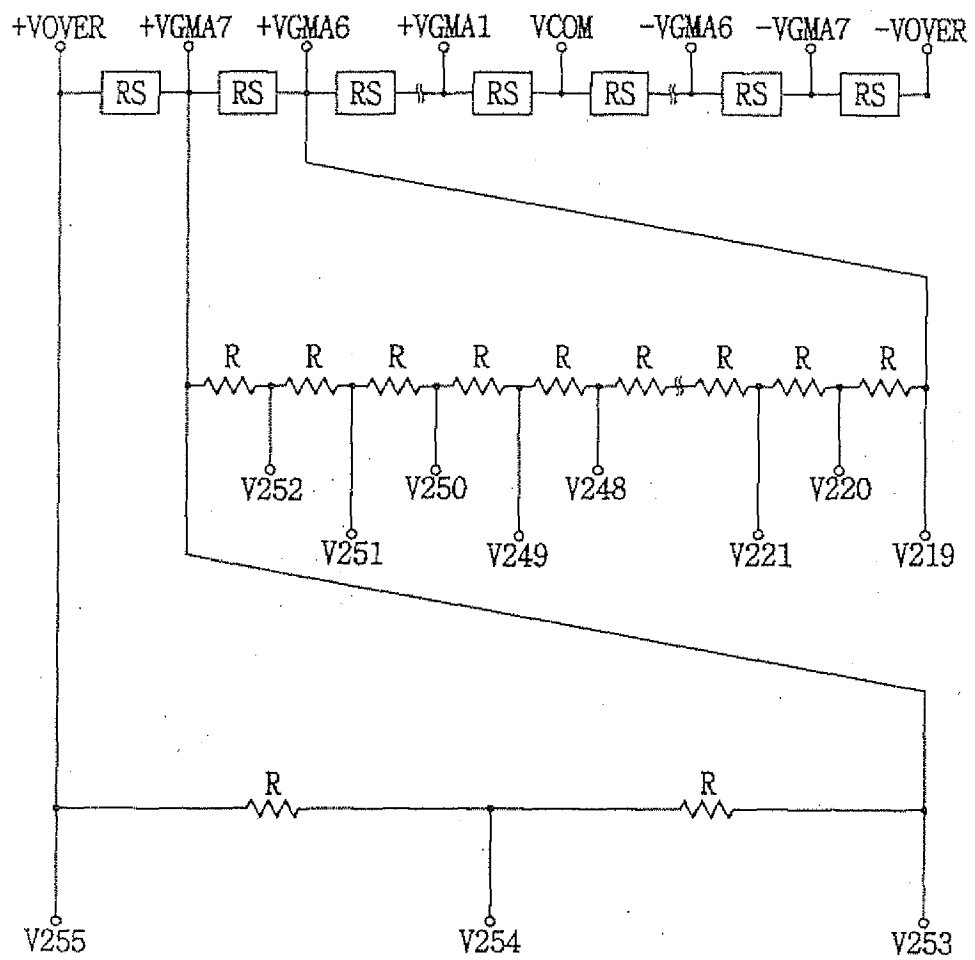 +VOVER +VGMA7 +VGMA6 +VGMA1 VCOM -VGMA6 -VGMA7 -VOVER
RS RS RS RS RS RS RS
R R R R R R R R R
V252 V250 V248 V220
V251 V249 V221 V219
R R
V255 V254 V253